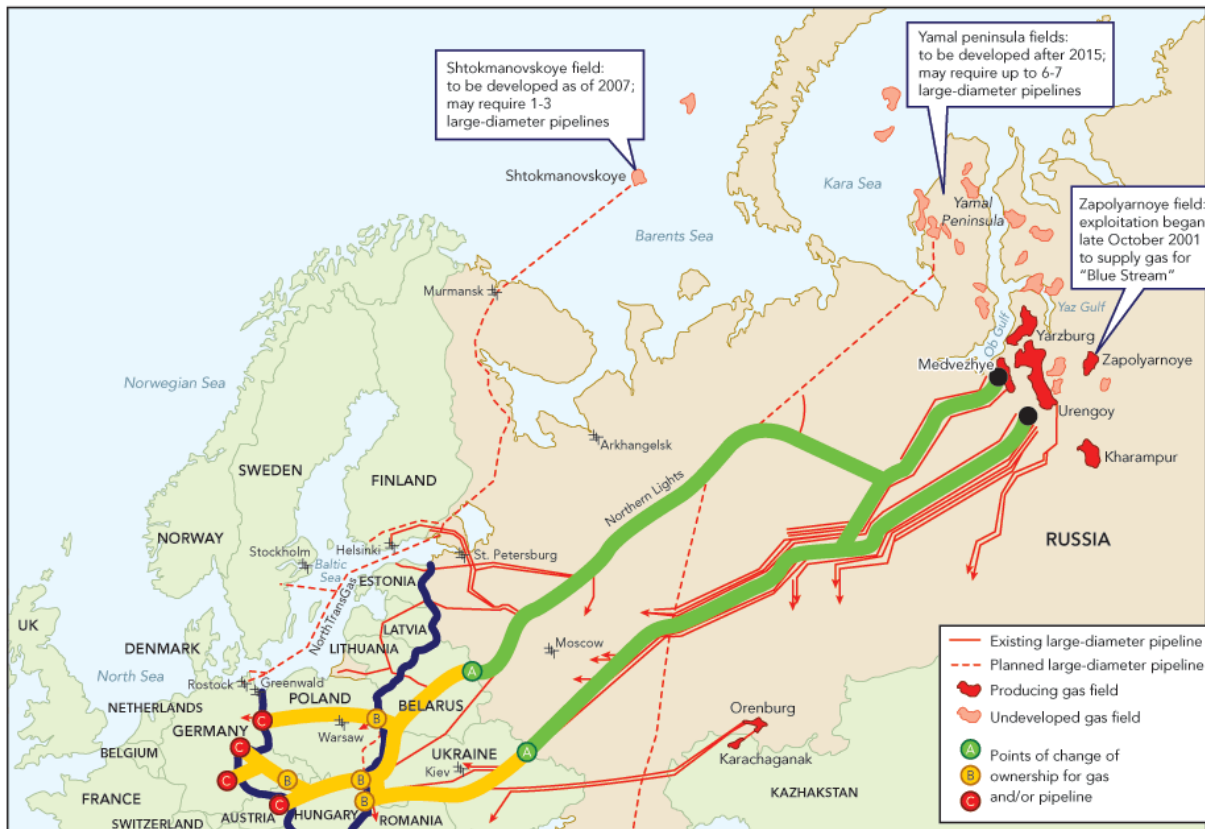 Shtokmanovskoye field:
to be developed as of 2007;
may require 1-3
large-diameter pipelines
Yamal peninsula fields:
to be developed after 2015;
may require up to 6-7
large-diameter pipelines
Zapolyarnoye field:
exploitation began
late October 2001
to supply gas for
“Blue Stream”
Shtokmanovskoye
Kara Sea
Yamal
Peninsula
Barents Sea
Murmansk
Ob Gulf
Yaz Gulf
Yarzburg
Medvezhye
Zapolyarnoye
Urengoy
Norwegian Sea
Arkhangelsk
Kharampur
SWEDEN
FINLAND
Northern Lights
NORWAY
RUSSIA
Stockholm
Helsinki
St. Petersburg
Baltic
Sea
ESTONIA
NorthTransGas
UK
DENMARK
LATVIA
LITHUANIA
Moscow
North Sea
Rostock
Greenwald
A
NETHERLANDS
POLAND
BELARUS
C
B
GERMANY
Warsaw
Orenburg
Karachaganak
BELGIUM
C
UKRAINE
A
Kiev
C
B
B
FRANCE
C
B
AUSTRIA
HUNGARY
ROMANIA
SWITZERLAND
KAZHAKSTAN
Existing large-diameter pipeline
Planned large-diameter pipeline
Producing gas field
Undeveloped gas field
A Points of change of
B ownership for gas
C and/or pipeline